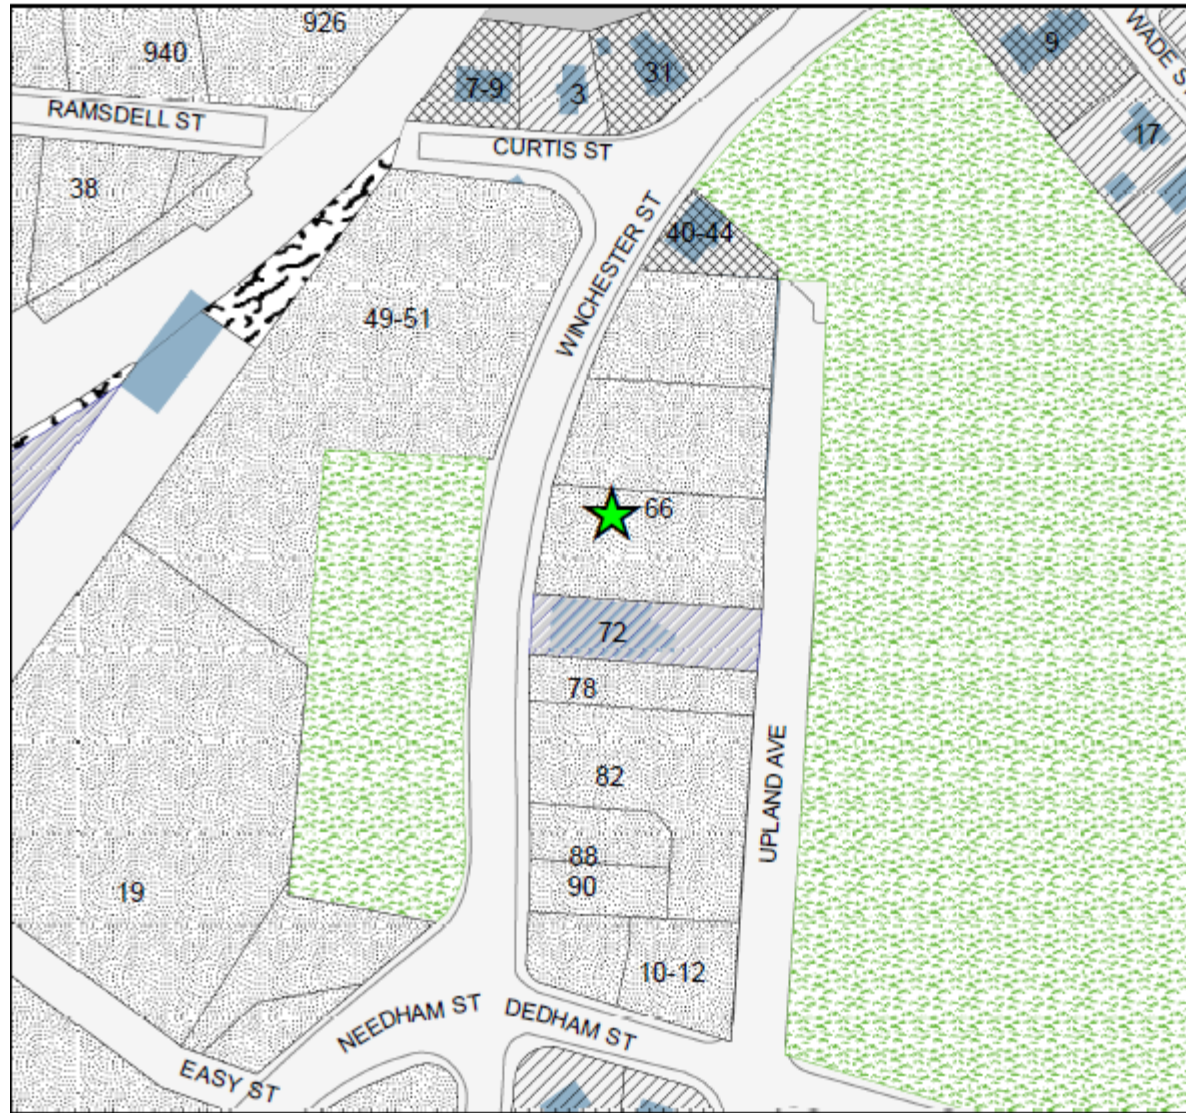 926
940
7-9
3
31
9
WADE ST
RAMSDELL ST
17
CURTIS ST
38
40-44
WINCHESTER ST
49-51
66
72
78
82
UPLAND AVE
88
90
19
10-12
NEEDHAM ST
DEDHAM ST
EASY ST